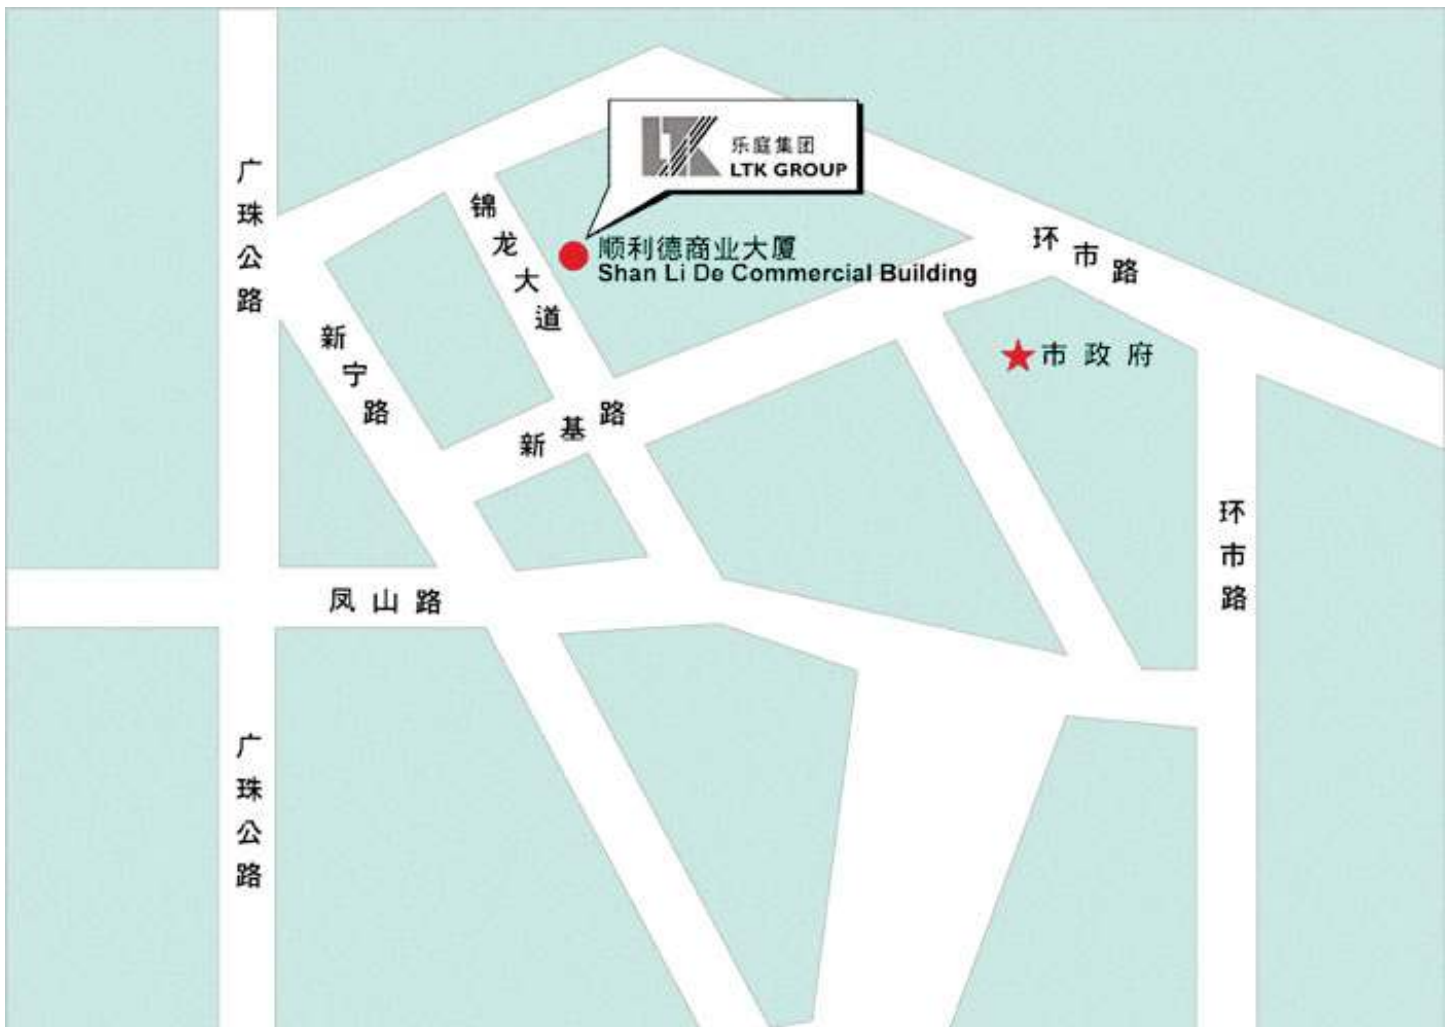 乐庭集团
LTK GROUP
广珠公路
锦龙大道
顺利德商业大厦
Shan Li De Commercial Building
环市路
新宁路
市政府
新基路
环市路
凤山路
广珠公路